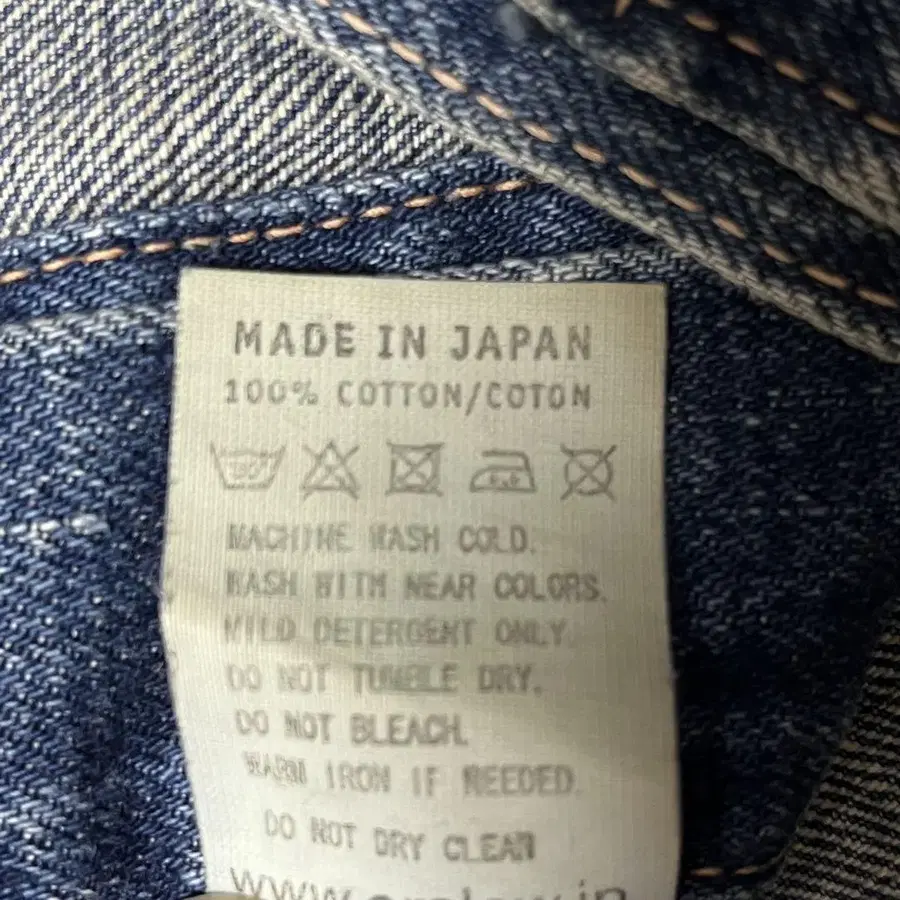 MADE IN JAPAN
100% COTTON/COTON
MACHINE WASH COLD.
WASH WITH NEAR COLORS.
MILD DETERGENT ONLY
DO NOT TUMBLE DRY.
DO NOT BLEACH.
WARM IRON IF NEEDED.
DO NOT DRY CLEAN